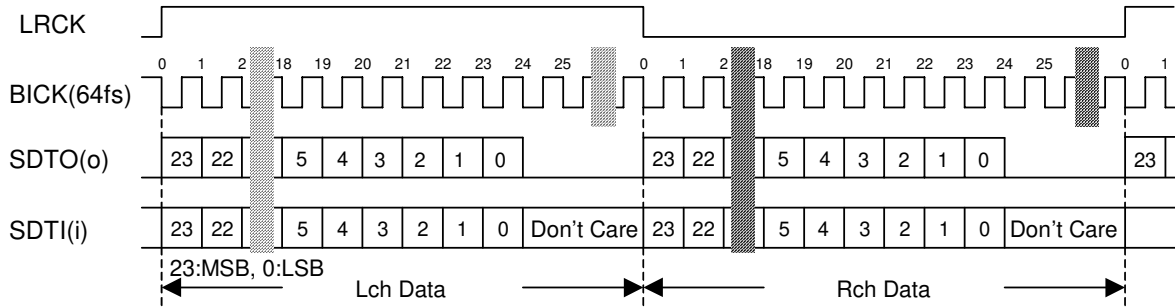 LRCK
0 1 2 18 19 20 21 22 23 24 25 0 1 2 18 19 20 21 22 23 24 25 0 1
BICK(64fs)
SDTO(o) 23 22 5 4 3 2 1 0 23 22 5 4 3 2 1 0 23
SDTI(i) 23 22 5 4 3 2 1 0 Don't Care 23 22 5 4 3 2 1 0 Don't Care
23:MSB, 0:LSB
Lch Data Rch Data